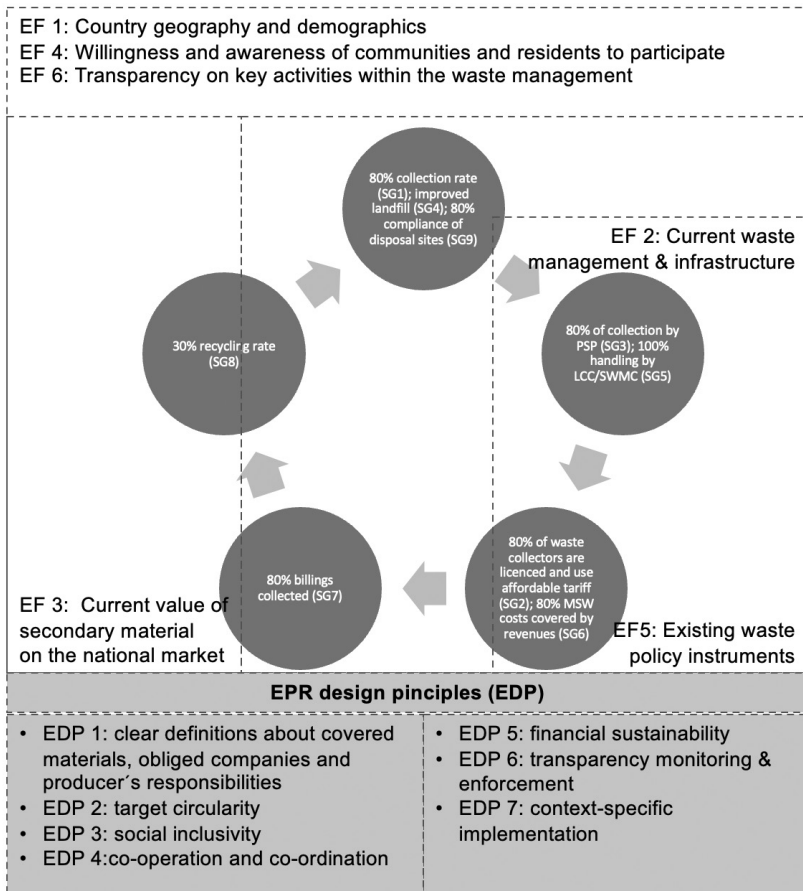 EF 1: Country geography and demographics
EF 4: Willingness and awareness of communities and residents to participate
EF 6: Transparency on key activities within the waste management
80% collection rate
(SG1); improved
landfill (SG4); 80%
compliance of
disposal sites (SG9)
EF 2: Current waste
management & infrastructure
80% of collection by
PSP (SG3); 100%
handling by
LCC/SWMC (SG5)
30% recycling rate
(SG8)
80% of waste
collectors are
licenced and use
affordable tariff
(SG2); 80% MSW
costs covered by
revenues (SG6)
80% billings
collected (SG7)
EF 3: Current value of
secondary material
on the national market
EF5: Existing waste
policy instruments
EPR design pinciples (EDP)
• EDP 1: clear definitions about covered
materials, obliged companies and
producer´s responsibilities
• EDP 2: target circularity
• EDP 3: social inclusivity
• EDP 4:co-operation and co-ordination
• EDP 5: financial sustainability
• EDP 6: transparency monitoring &
enforcement
• EDP 7: context-specific
implementation